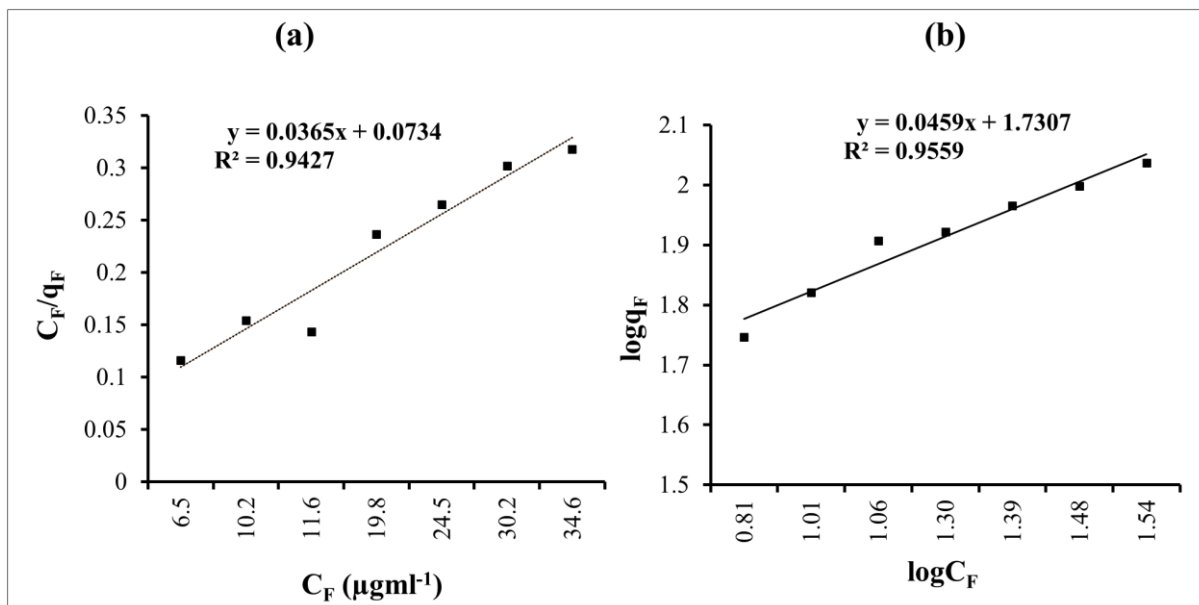 (a)
y = 0.0365x + 0.0734
R² = 0.9427
0.35
0.3
0.25
0.2
0.15
0.1
0.05
0
C_F/q_F
6.5 10.2 11.6 19.8 24.5 30.2 34.6
C_F (µgml⁻¹)
(b)
y = 0.0459x + 1.7307
R² = 0.9559
2.1
2
1.9
1.8
1.7
1.6
1.5
logq_F
0.81 1.01 1.06 1.30 1.39 1.48 1.54
logC_F